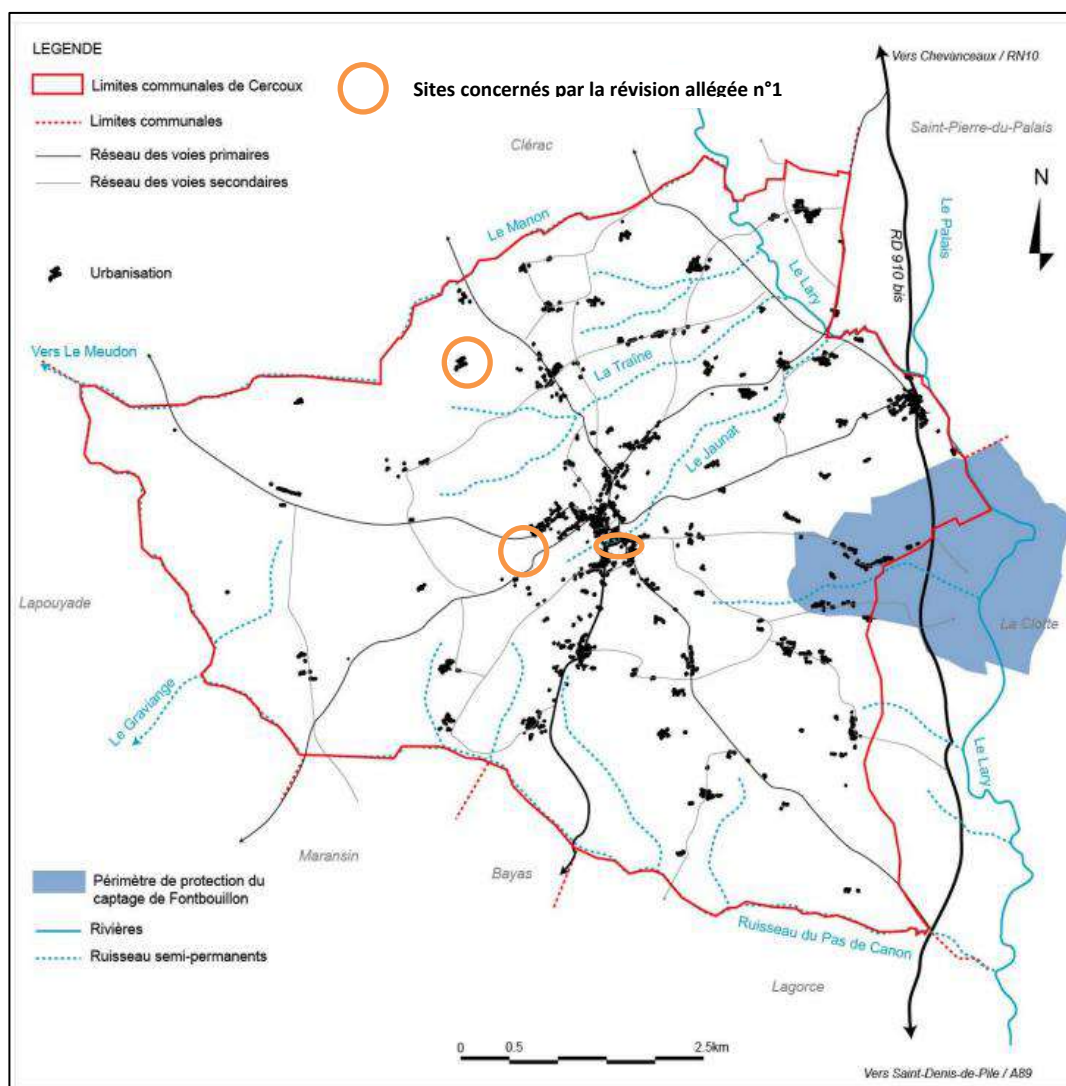 LEGENDE
Limites communales de Cercoux
Sites concernés par la révision allégée n°1
Limites communales
Réseau des voies primaires
Réseau des voies secondaires
Urbanisation
Vers Chevanceaux / RN10
Saint-Pierre-du-Palais
Clérac
N
Le Manon
Le Palais
RD 910 bis
Le Lary
Vers Le Meudon
La Traîne
Le Jaunat
Lapouyade
La Clotte
Le Graviange
Le Lary
Maransin
Bayas
Périmètre de protection du
captage de Fontbouillon
Rivières
Ruisseau semi-permanents
Ruisseau du Pas de Canon
Lagorce
0 0.5 2.5km
Vers Saint-Denis-de-Pile / A89